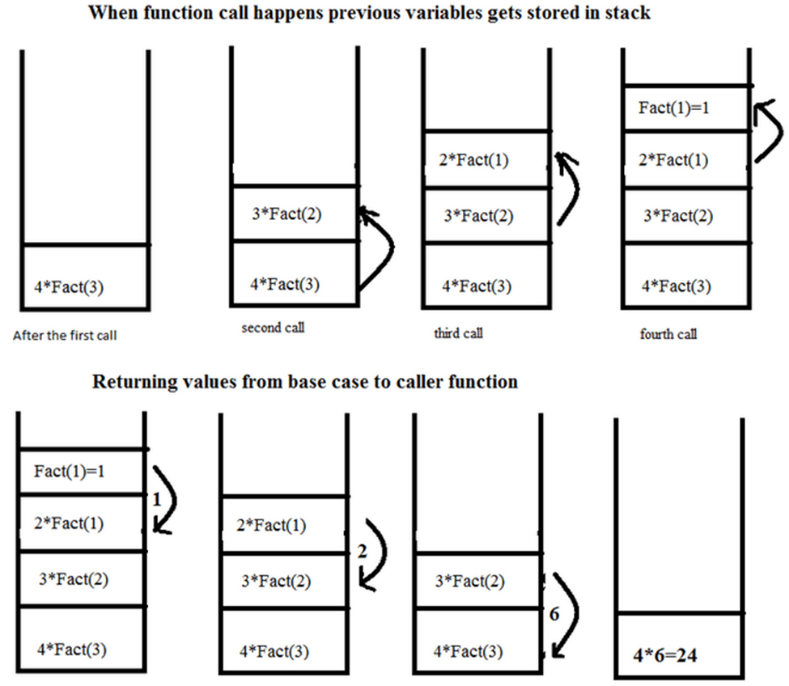 When function call happens previous variables gets stored in stack
Fact(1)=1
2*Fact(1)
2*Fact(1)
3*Fact(2)
3*Fact(2)
3*Fact(2)
4*Fact(3)
4*Fact(3)
4*Fact(3)
4*Fact(3)
After the first call
second call
third call
fourth call
Returning values from base case to caller function
Fact(1)=1
1
2*Fact(1)
2*Fact(1)
2
3*Fact(2)
3*Fact(2)
3*Fact(2)
6
4*Fact(3)
4*Fact(3)
4*Fact(3)
4*6=24